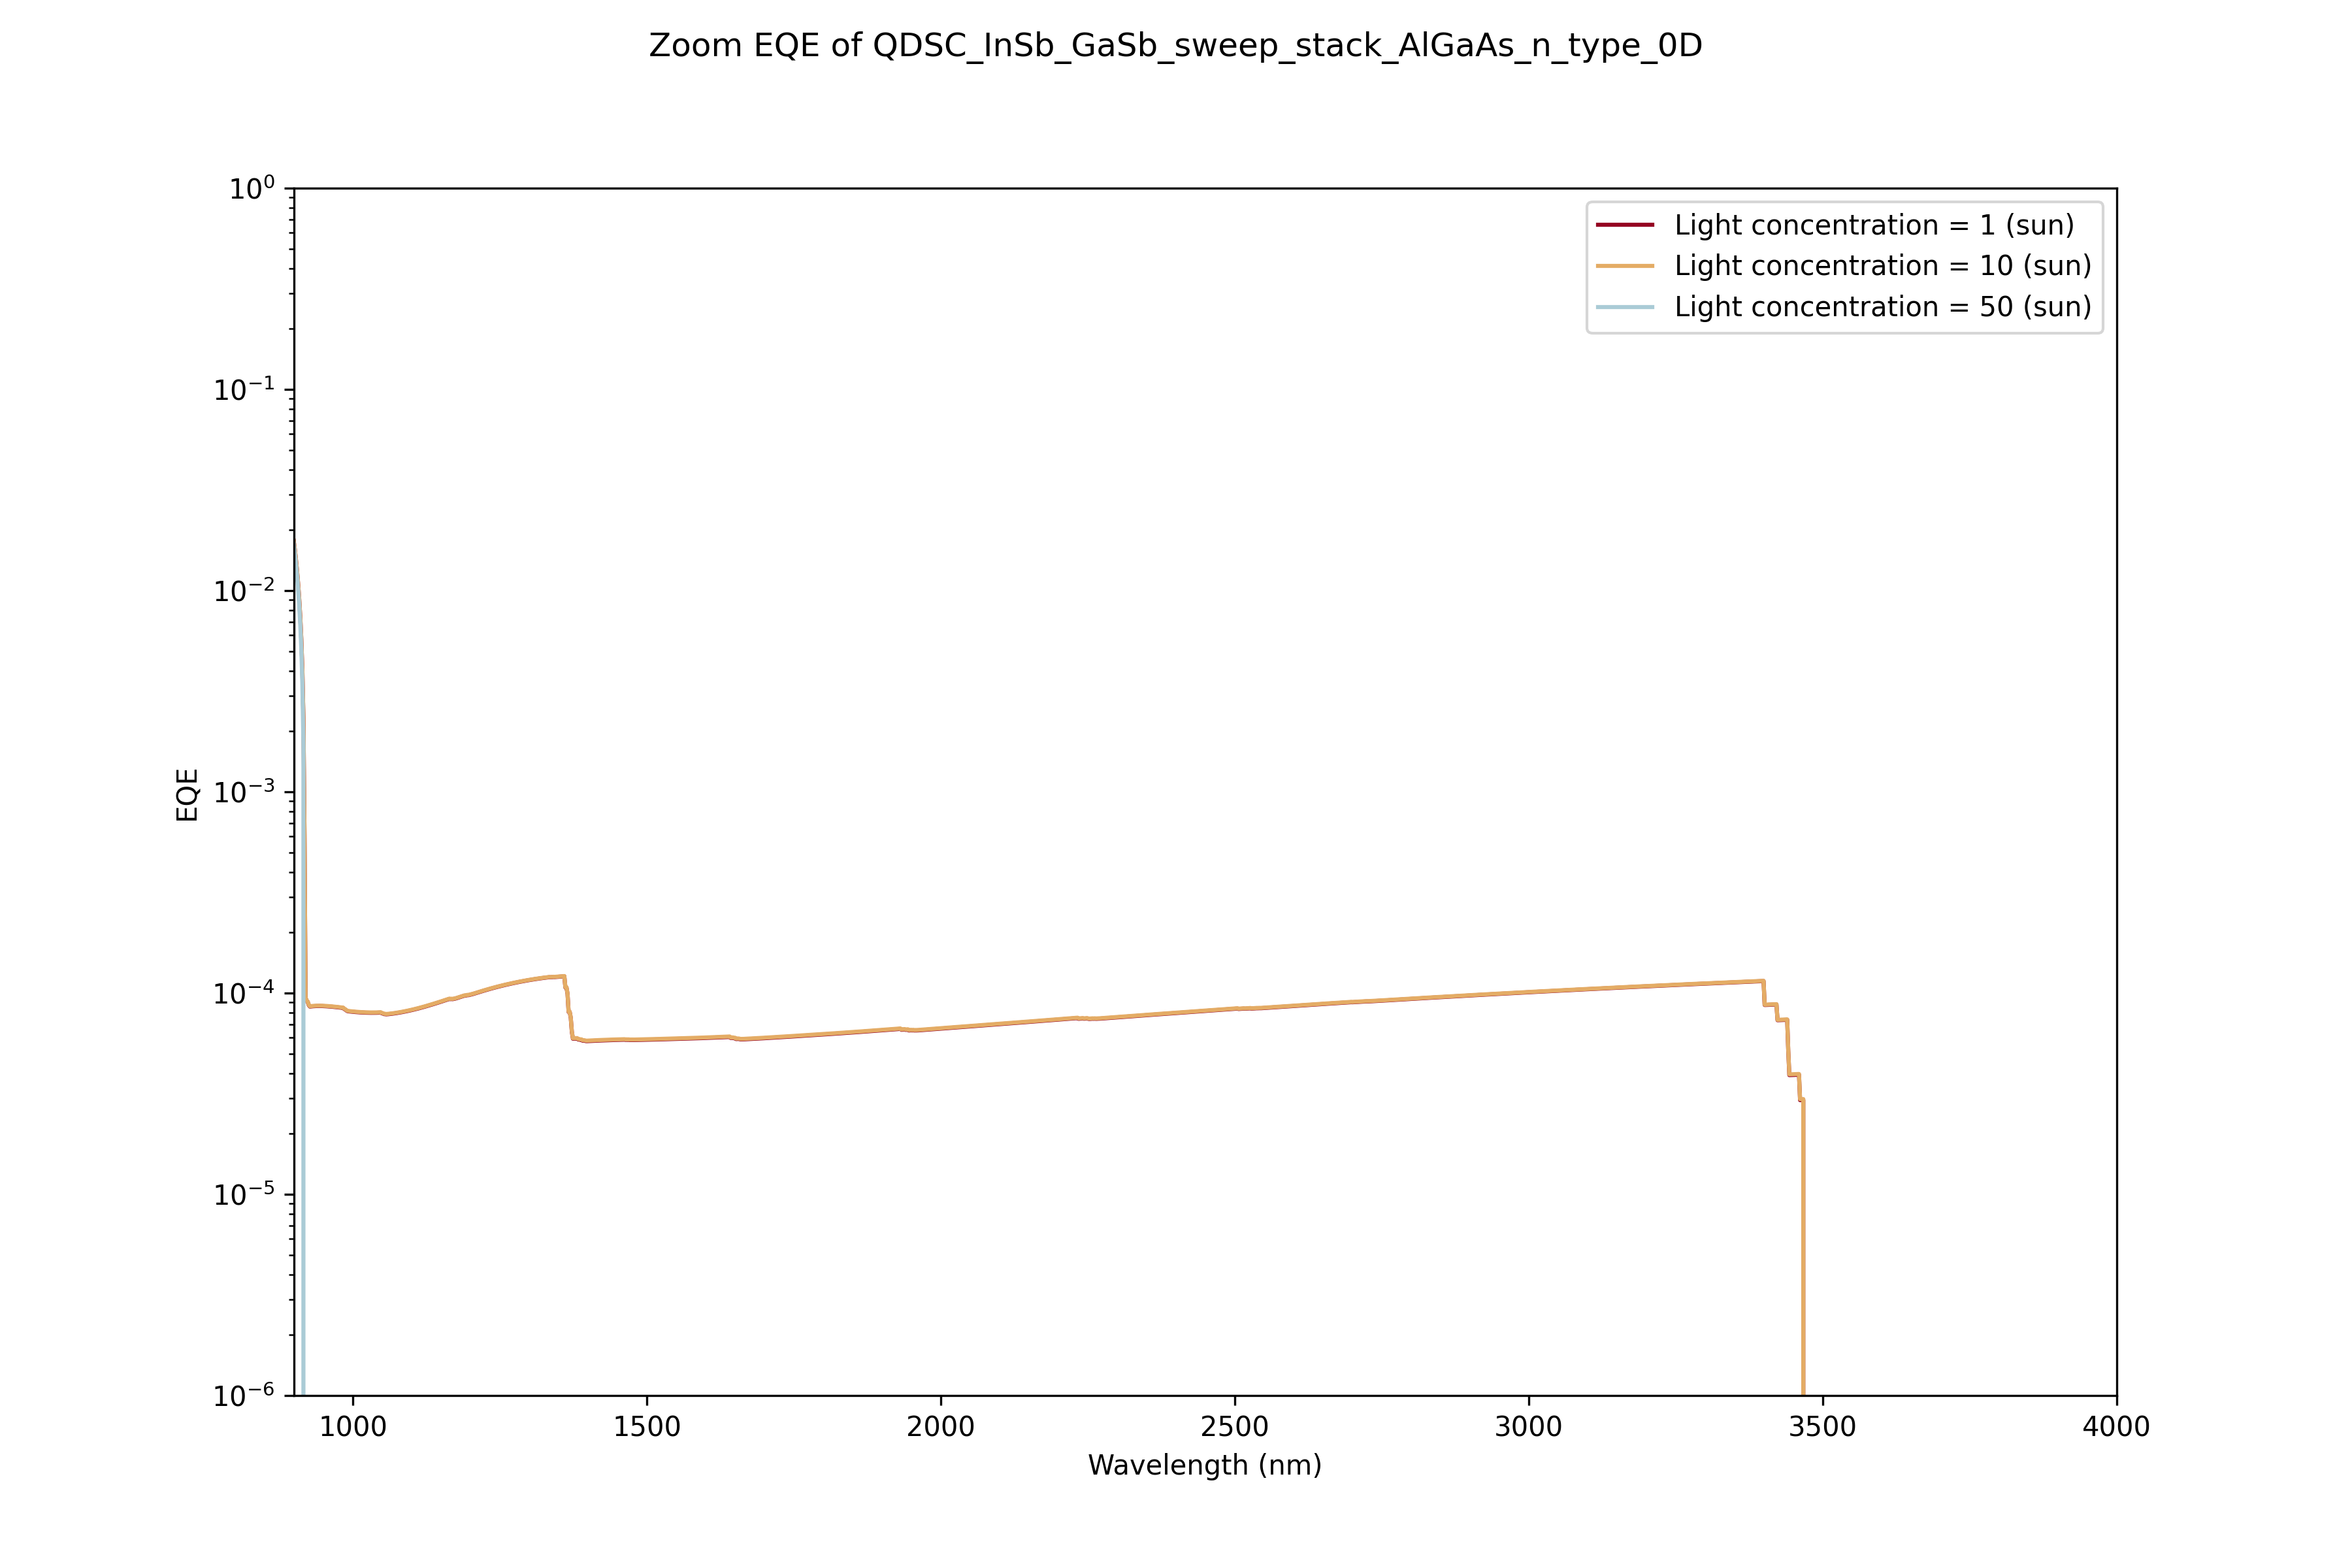 Zoom EQE of QDSC_InSb_GaSb_sweep_stack_AlGaAs_n_type_0D
Light concentration = 1 (sun)
Light concentration = 10 (sun)
Light concentration = 50 (sun)
EQE
10⁰
10⁻¹
10⁻²
10⁻³
10⁻⁴
10⁻⁵
10⁻⁶
1000 1500 2000 2500 3000 3500 4000
Wavelength (nm)